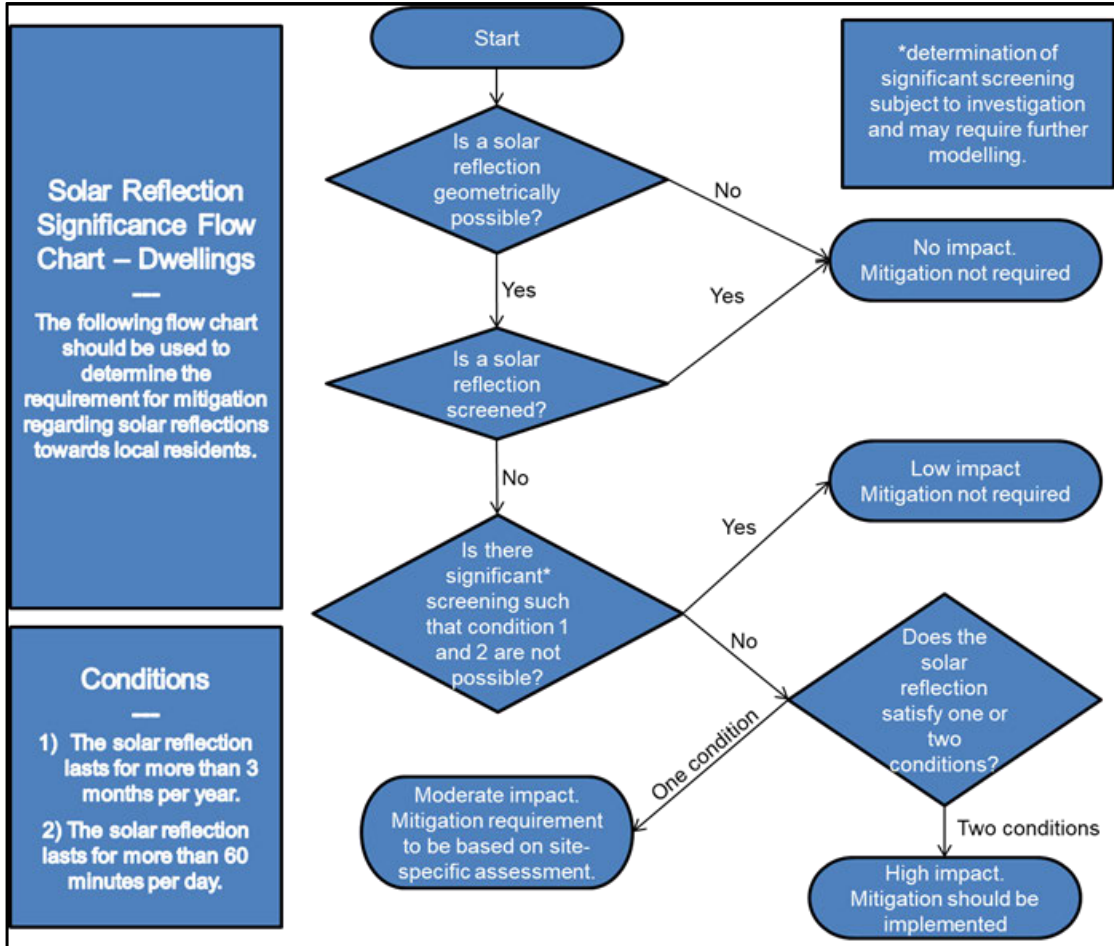 Solar Reflection
Significance Flow
Chart – Dwellings
—
The following flow chart
should be used to
determine the
requirement for mitigation
regarding solar reflections
towards local residents.
Conditions
—
1) The solar reflection
lasts for more than 3
months per year.
2) The solar reflection
lasts for more than 60
minutes per day.
Start
*determination of
significant screening
subject to investigation
and may require further
modelling.
Is a solar
reflection
geometrically
possible?
No
No impact.
Mitigation not required
Yes
Yes
Is a solar
reflection
screened?
No
Low impact
Mitigation not required
Yes
Is there
significant*
screening such
that condition 1
and 2 are not
possible?
No
Does the
solar
reflection
satisfy one or
two
conditions?
One condition
Moderate impact.
Mitigation requirement
to be based on site-
specific assessment.
Two conditions
High impact.
Mitigation should be
implemented